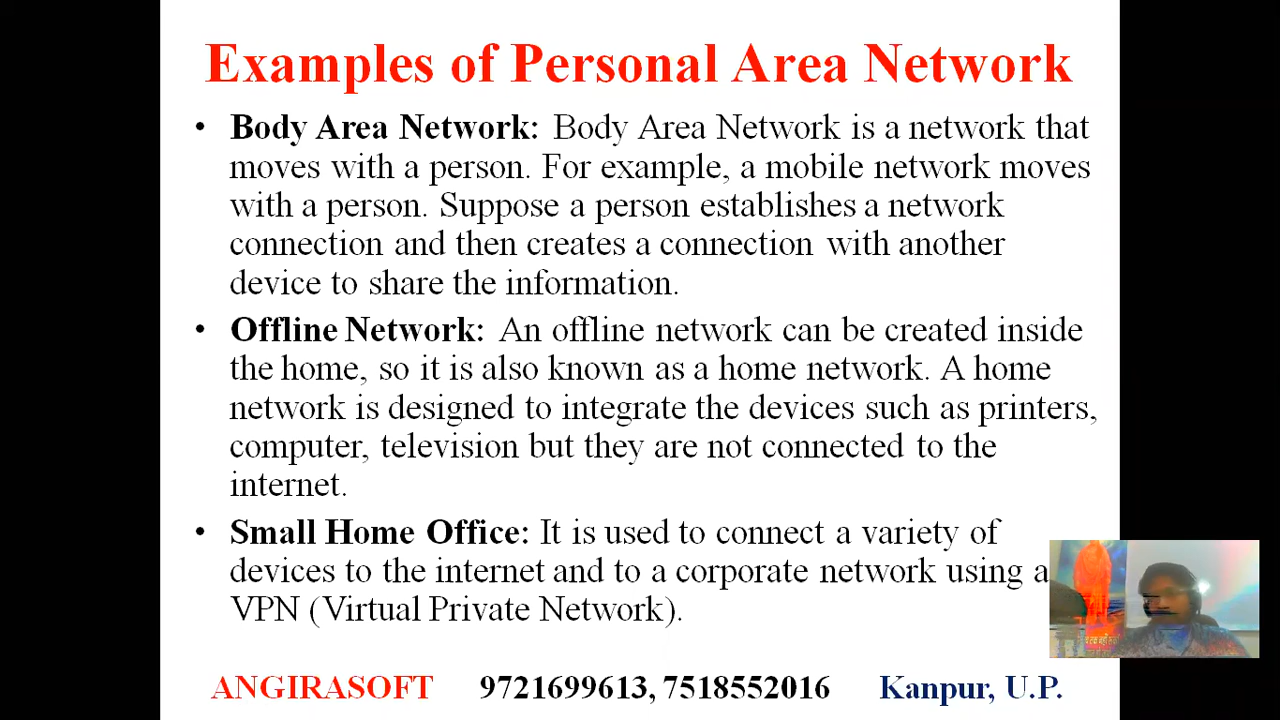 Examples of Personal Area Network
• Body Area Network: Body Area Network is a network that
moves with a person. For example, a mobile network moves
with a person. Suppose a person establishes a network
connection and then creates a connection with another
device to share the information.
• Offline Network: An offline network can be created inside
the home, so it is also known as a home network. A home
network is designed to integrate the devices such as printers,
computer, television but they are not connected to the
internet.
• Small Home Office: It is used to connect a variety of
devices to the internet and to a corporate network using a
VPN (Virtual Private Network).
ANGIRASOFT 9721699613, 7518552016 Kanpur, U.P.